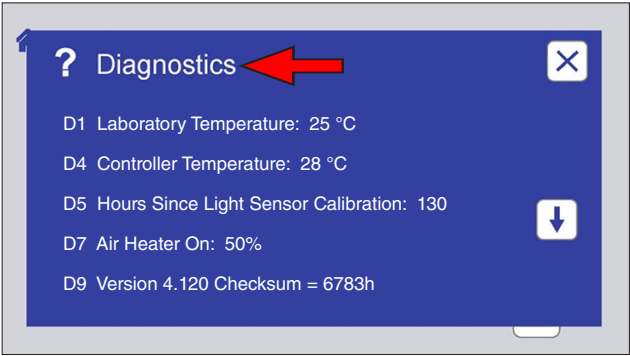 ? Diagnostics
D1 Laboratory Temperature: 25 °C
D4 Controller Temperature: 28 °C
D5 Hours Since Light Sensor Calibration: 130
D7 Air Heater On: 50%
D9 Version 4.120 Checksum = 6783h